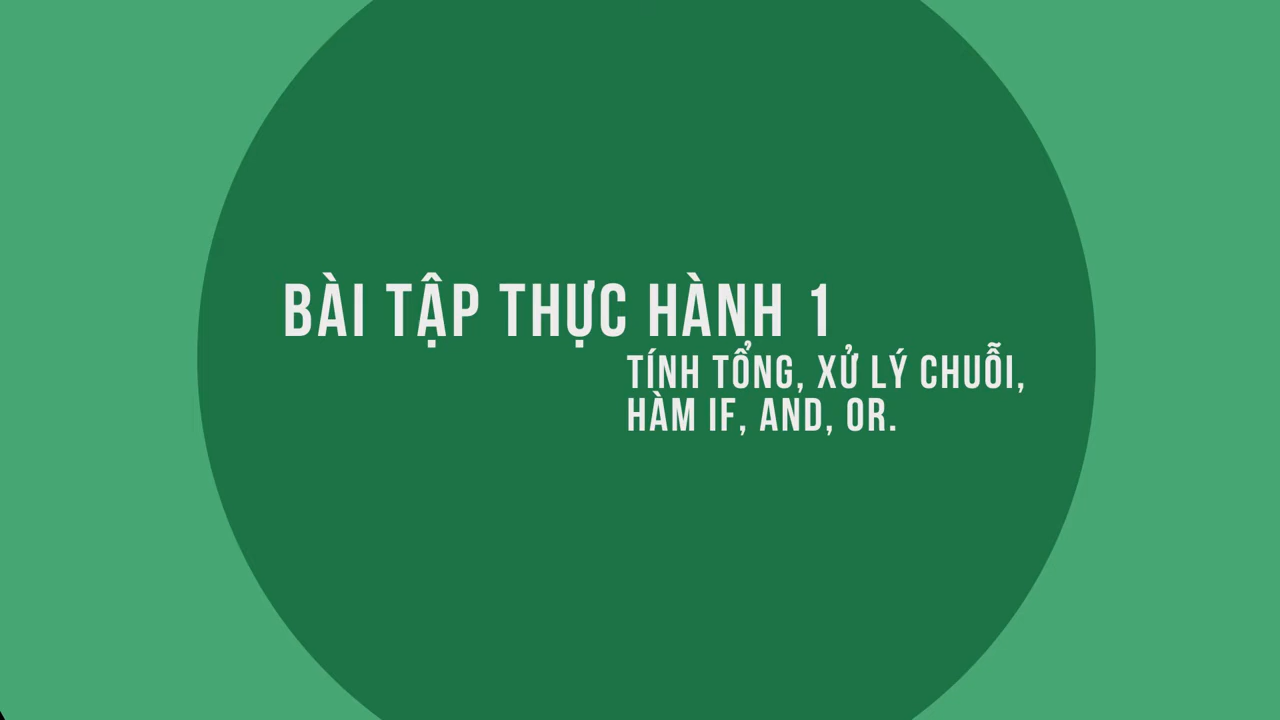 BÀI TẬP THỰC HÀNH 1
TÍNH TỔNG, XỬ LÝ CHUỖI,
HÀM IF, AND, OR.